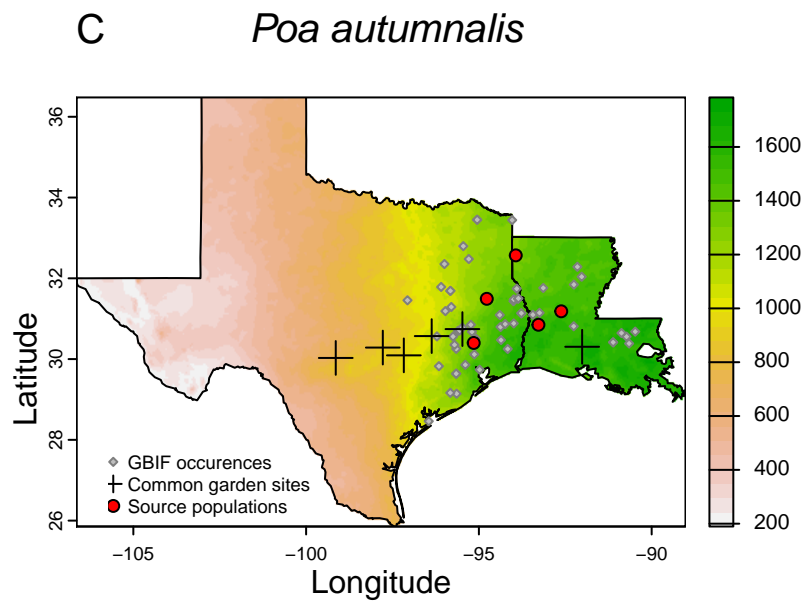 C Poa autumnalis
36
34
32
30
28
26
Latitude
−105 −100 −95 −90
Longitude
GBIF occurences
Common garden sites
Source populations
1600
1400
1200
1000
800
600
400
200